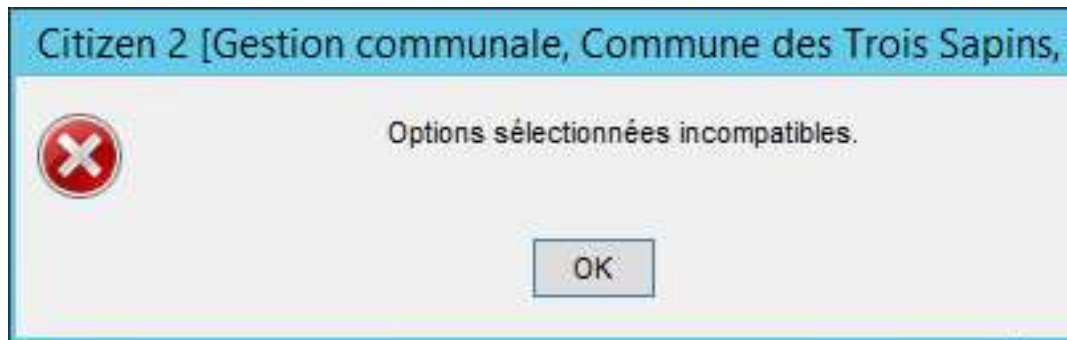 Citizen 2 [Gestion communale, Commune des Trois Sapins,
Options sélectionnées incompatibles.
OK